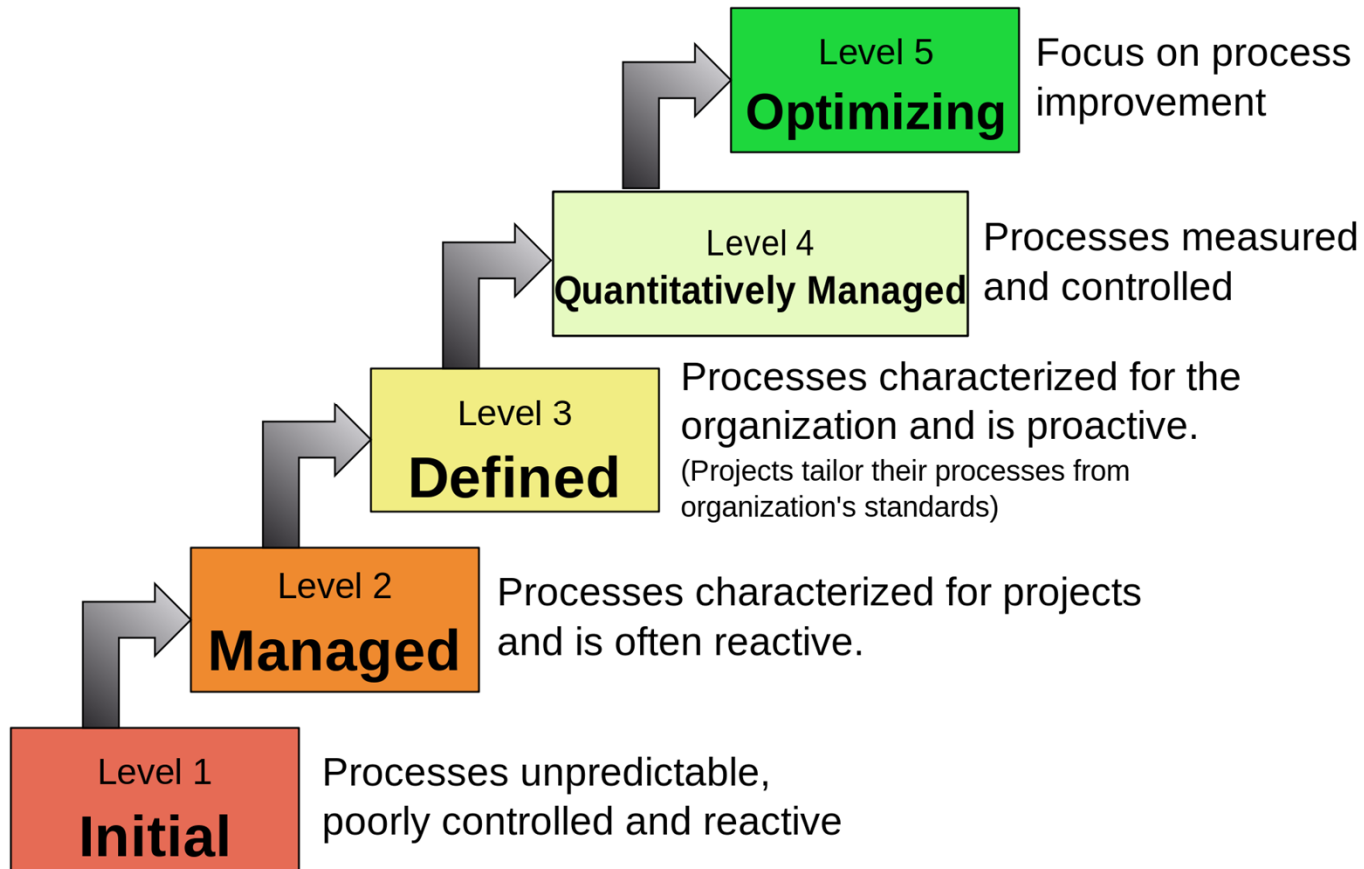 Level 5
Optimizing
Focus on process
improvement
Level 4
Quantitatively Managed
Processes measured
and controlled
Level 3
Defined
Processes characterized for the
organization and is proactive.
(Projects tailor their processes from
organization's standards)
Level 2
Managed
Processes characterized for projects
and is often reactive.
Level 1
Initial
Processes unpredictable,
poorly controlled and reactive